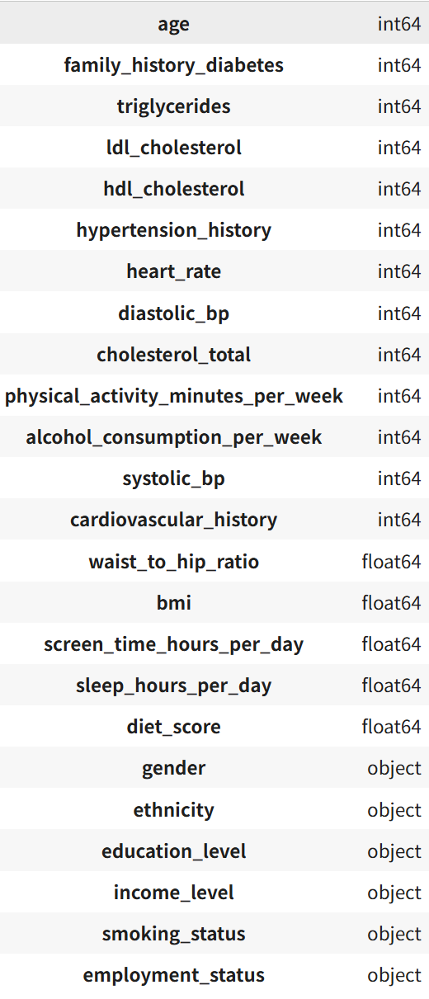 age int64
family_history_diabetes int64
triglycerides int64
ldl_cholesterol int64
hdl_cholesterol int64
hypertension_history int64
heart_rate int64
diastolic_bp int64
cholesterol_total int64
physical_activity_minutes_per_week int64
alcohol_consumption_per_week int64
systolic_bp int64
cardiovascular_history int64
waist_to_hip_ratio float64
bmi float64
screen_time_hours_per_day float64
sleep_hours_per_day float64
diet_score float64
gender object
ethnicity object
education_level object
income_level object
smoking_status object
employment_status object